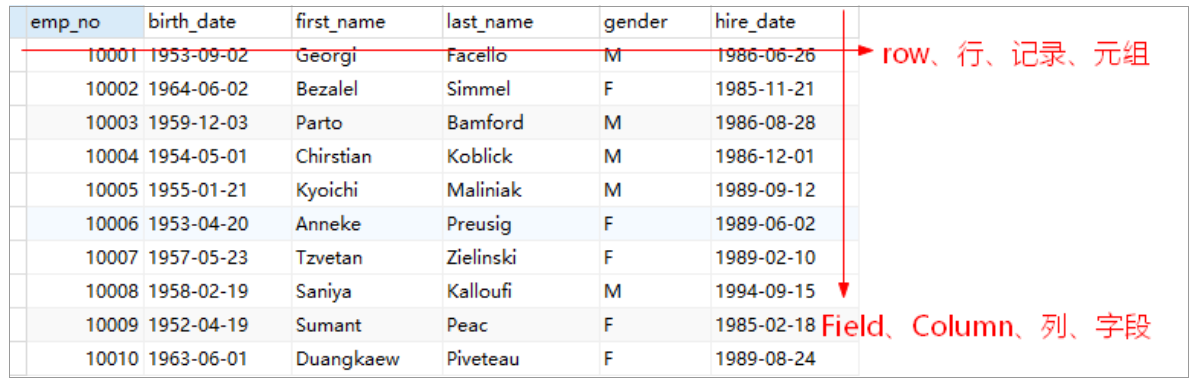 emp_no birth_date first_name last_name gender hire_date
10001 1953-09-02 Georgi Facello M 1986-06-26 row、行、记录、元组
10002 1964-06-02 Bezalel Simmel F 1985-11-21
10003 1959-12-03 Parto Bamford M 1986-08-28
10004 1954-05-01 Chirstian Koblick M 1986-12-01
10005 1955-01-21 Kyoichi Maliniak M 1989-09-12
10006 1953-04-20 Anneke Preusig F 1989-06-02
10007 1957-05-23 Tzvetan Zielinski F 1989-02-10
10008 1958-02-19 Saniya Kalloufi M 1994-09-15
10009 1952-04-19 Sumant Peac F 1985-02-18 Field、Column、列、字段
10010 1963-06-01 Duangkaew Piveteau F 1989-08-24